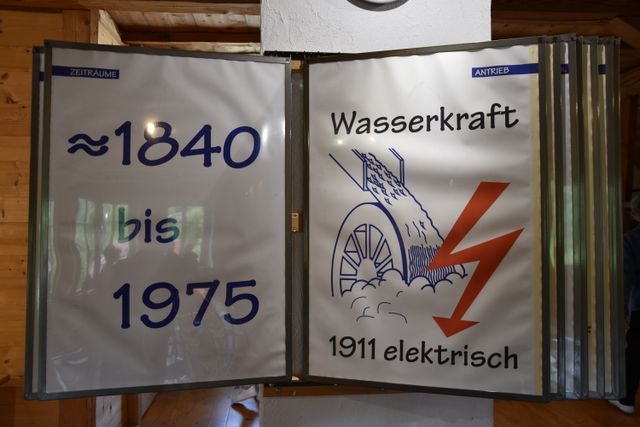 ZEITRÄUME
≈1840
bis
1975
ANTRIEB
Wasserkraft
1911 elektrisch